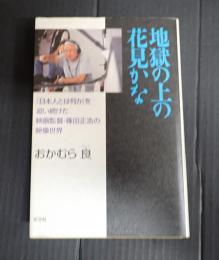 地獄の上の
花見かな
「日本人とは何か」を
追い続けた
映画監督・篠田正浩の
映像世界
おかむら良